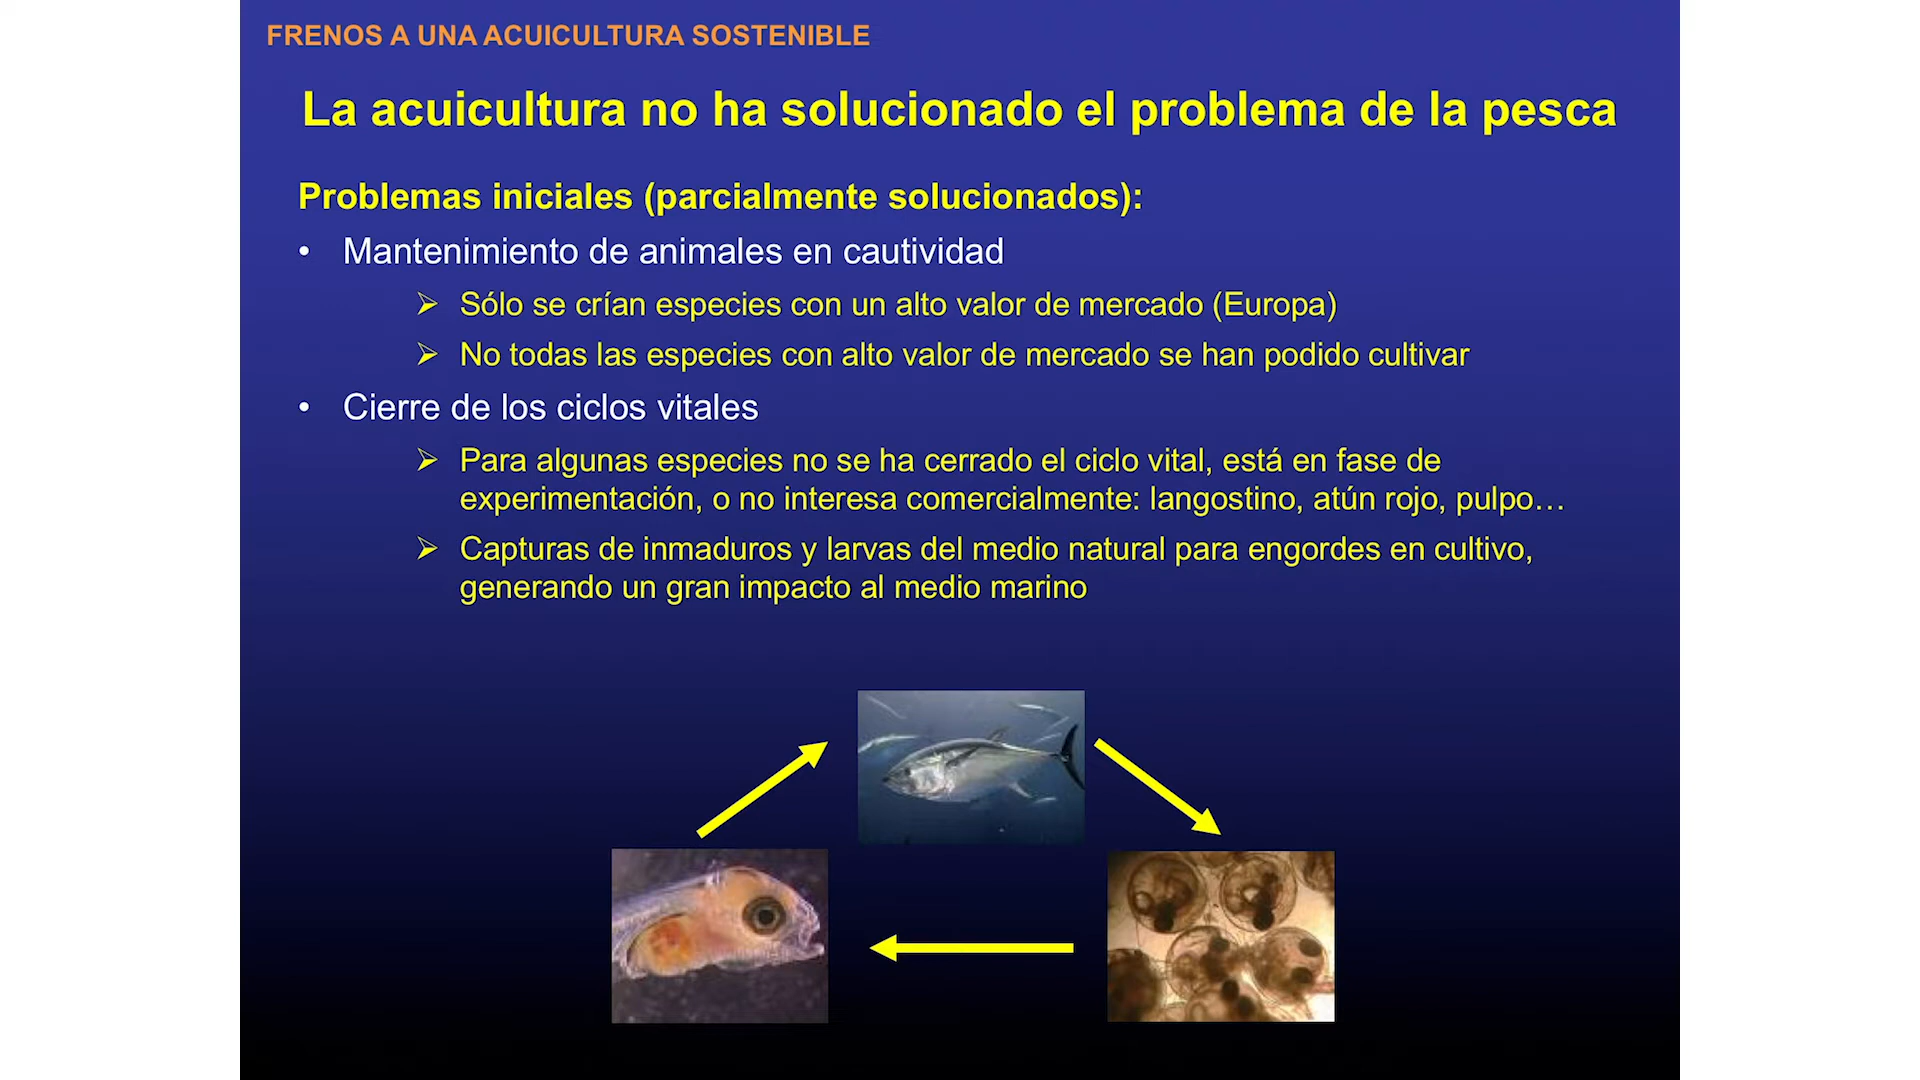 FRENOS A UNA ACUICULTURA SOSTENIBLE
La acuicultura no ha solucionado el problema de la pesca
Problemas iniciales (parcialmente solucionados):
• Mantenimiento de animales en cautividad
➢ Sólo se crían especies con un alto valor de mercado (Europa)
➢ No todas las especies con alto valor de mercado se han podido cultivar
• Cierre de los ciclos vitales
➢ Para algunas especies no se ha cerrado el ciclo vital, está en fase de
experimentación, o no interesa comercialmente: langostino, atún rojo, pulpo…
➢ Capturas de inmaduros y larvas del medio natural para engordes en cultivo,
generando un gran impacto al medio marino